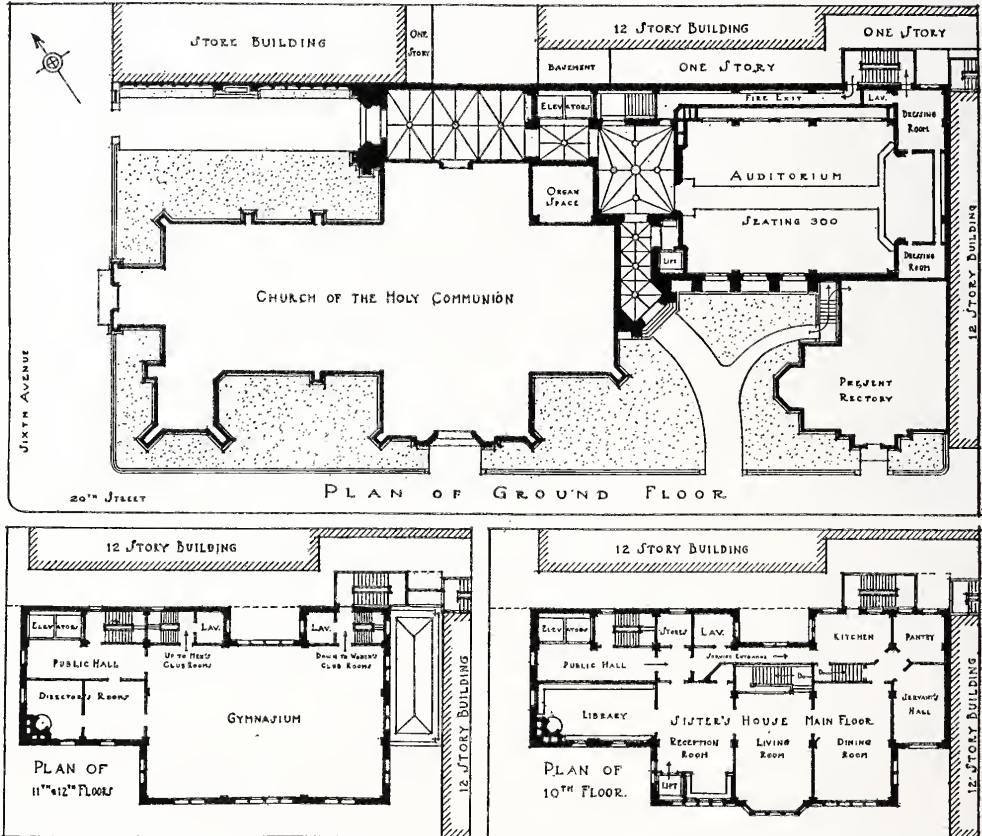 STORE BUILDING
ONE
STORY
12 STORY BUILDING
ONE STORY
BASEMENT
ONE STORY
ELEVATORS
FIRE EXIT
LAV.
DRESSING
ROOM
ORGAN
SPACE
AUDITORIUM
SEATING 300
LIFT
DRESSING
ROOM
12 STORY BUILDING
CHURCH OF THE HOLY COMMUNION
PRESENT
RECTORY
SIXTH AVENUE
20TH STREET
PLAN OF GROUND FLOOR
12 STORY BUILDING
ELEVATORS
LAV.
LAV.
PUBLIC HALL
UP TO MEN'S
CLUB ROOMS
DOWN TO WOMEN'S
CLUB ROOMS
DIRECTOR'S ROOMS
GYMNASIUM
12 STORY BUILDING
PLAN OF
11TH & 12TH FLOORS
12 STORY BUILDING
ELEVATORS
STORES
LAV.
KITCHEN
PANTRY
PUBLIC HALL
SERVICE ENTRANCE
DN
DN
SERVANT'S
HALL
LIBRARY
SISTER'S HOUSE MAIN FLOOR
RECEPTION
ROOM
LIVING
ROOM
DINING
ROOM
LIFT
12 STORY BUILDING
PLAN OF
10TH FLOOR.